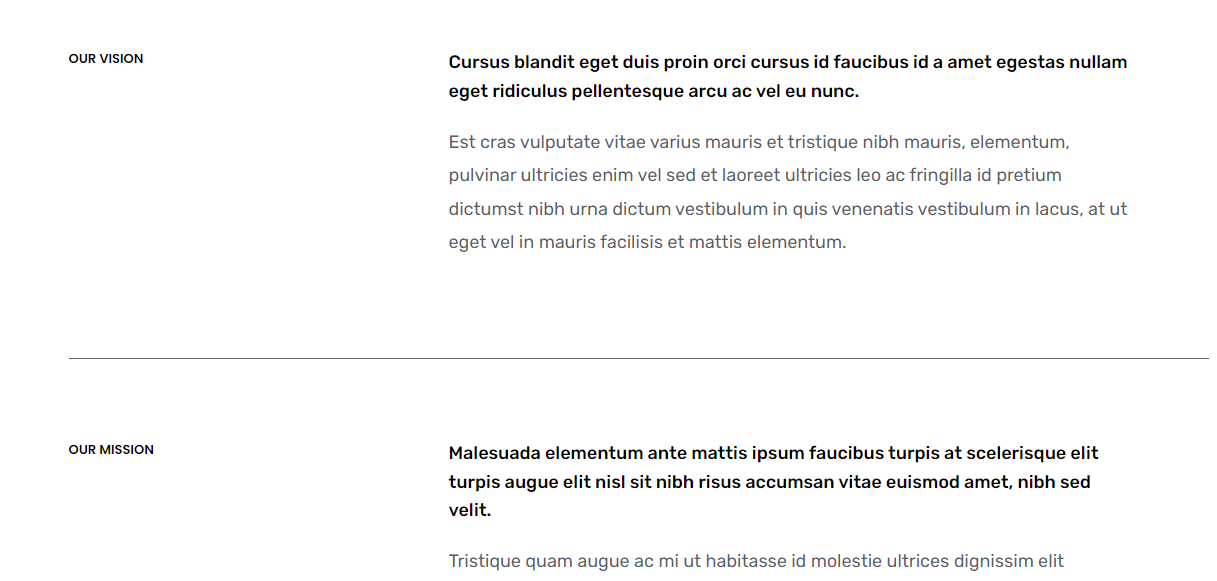 OUR VISION
Cursus blandit eget duis proin orci cursus id faucibus id a amet egestas nullam
eget ridiculus pellentesque arcu ac vel eu nunc.
Est cras vulputate vitae varius mauris et tristique nibh mauris, elementum,
pulvinar ultricies enim vel sed et laoreet ultricies leo ac fringilla id pretium
dictumst nibh urna dictum vestibulum in quis venenatis vestibulum in lacus, at ut
eget vel in mauris facilisis et mattis elementum.
OUR MISSION
Malesuada elementum ante mattis ipsum faucibus turpis at scelerisque elit
turpis augue elit nisl sit nibh risus accumsan vitae euismod amet, nibh sed
velit.
Tristique quam augue ac mi ut habitasse id molestie ultrices dignissim elit